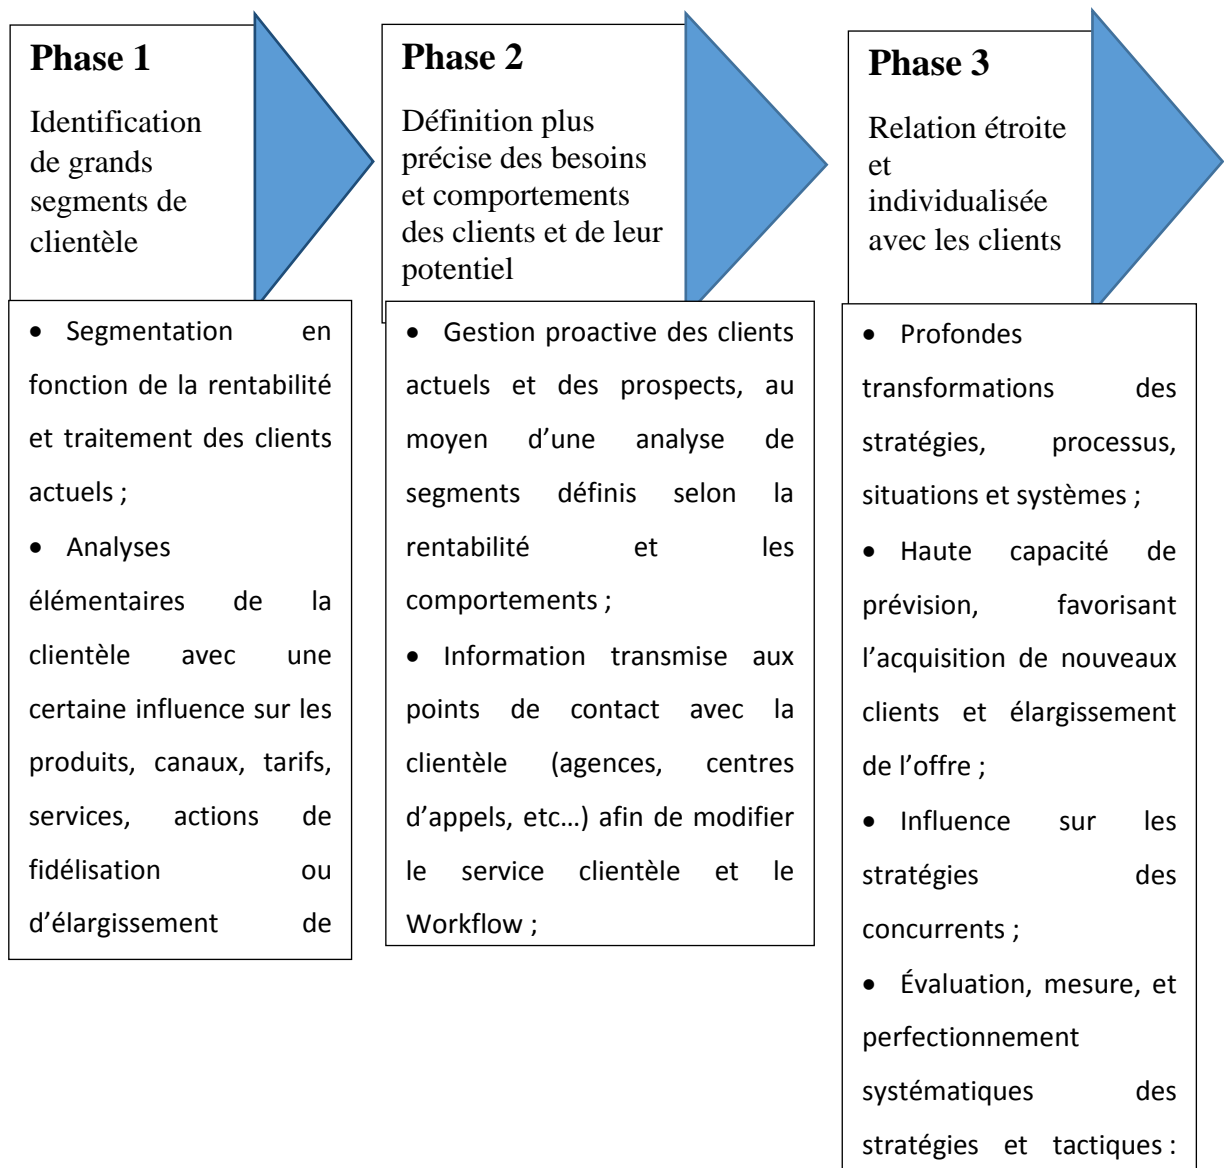 Phase 1
Identification
de grands
segments de
clientèle
• Segmentation en
fonction de la rentabilité
et traitement des clients
actuels ;
• Analyses
élémentaires de la
clientèle avec une
certaine influence sur les
produits, canaux, tarifs,
services, actions de
fidélisation ou
d’élargissement de
Phase 2
Définition plus
précise des besoins
et comportements
des clients et de leur
potentiel
• Gestion proactive des clients
actuels et des prospects, au
moyen d’une analyse de
segments définis selon la
rentabilité et les
comportements ;
• Information transmise aux
points de contact avec la
clientèle (agences, centres
d’appels, etc…) afin de modifier
le service clientèle et le
Workflow ;
Phase 3
Relation étroite
et
individualisée
avec les clients
• Profondes
transformations des
stratégies, processus,
situations et systèmes ;
• Haute capacité de
prévision, favorisant
l’acquisition de nouveaux
clients et élargissement
de l’offre ;
• Influence sur les
stratégies des
concurrents ;
• Évaluation, mesure, et
perfectionnement
systématiques des
stratégies et tactiques :